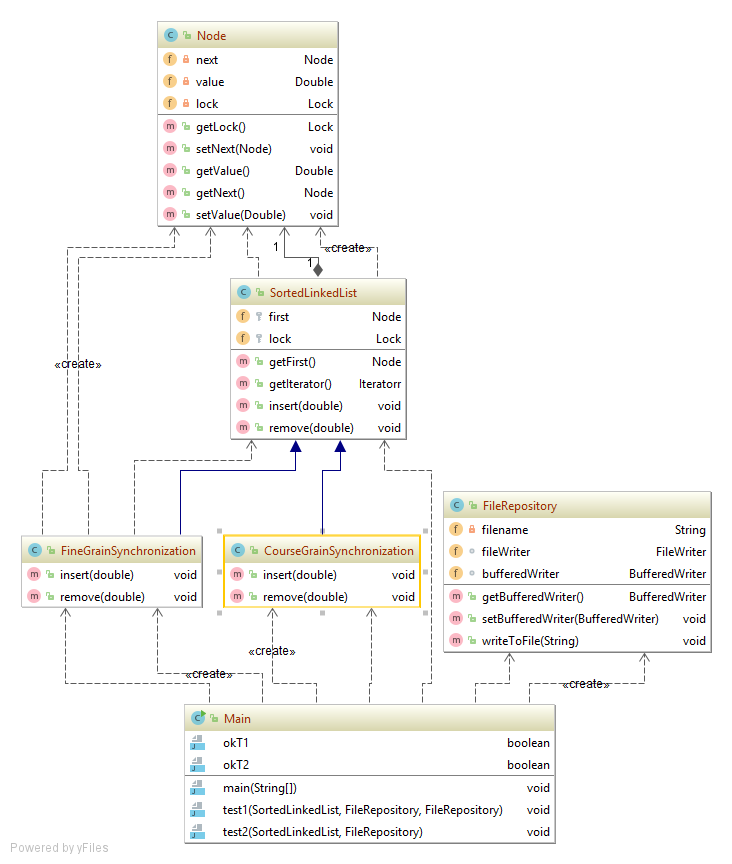 Node
next Node
value Double
lock Lock
getLock() Lock
setNext(Node) void
getValue() Double
getNext() Node
setValue(Double) void
1 «create»
1
SortedLinkedList
first Node
lock Lock
getFirst() Node
getIterator() Iteratorr
insert(double) void
remove(double) void
«create»
FileRepository
filename String
fileWriter FileWriter
bufferedWriter BufferedWriter
getBufferedWriter() BufferedWriter
setBufferedWriter(BufferedWriter) void
writeToFile(String) void
FineGrainSynchronization
insert(double) void
remove(double) void
CourseGrainSynchronization
insert(double) void
remove(double) void
«create»
«create»
«create»
Main
okT1 boolean
okT2 boolean
main(String[]) void
test1(SortedLinkedList, FileRepository, FileRepository) void
test2(SortedLinkedList, FileRepository) void
Powered by yFiles